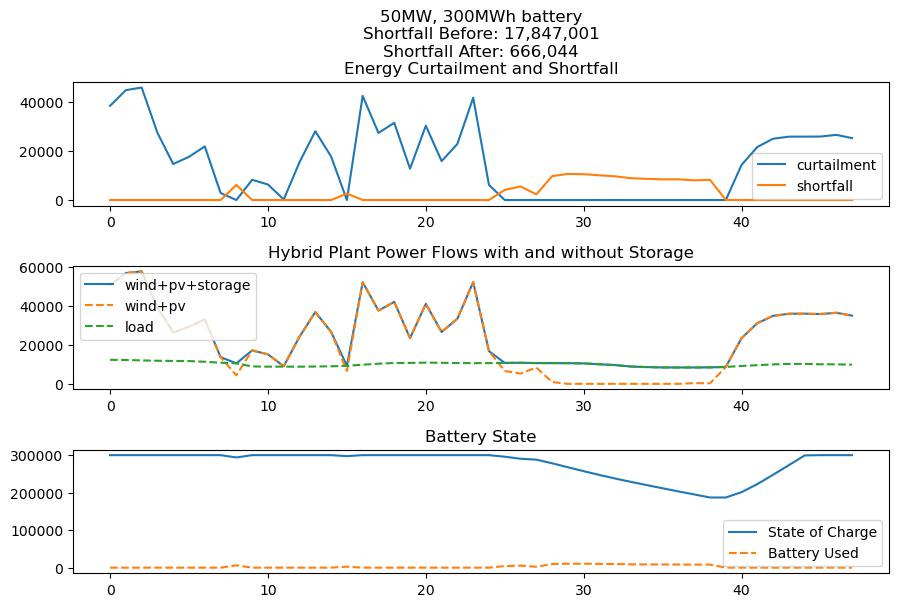 50MW, 300MWh battery
Shortfall Before: 17,847,001
Shortfall After: 666,044
Energy Curtailment and Shortfall
40000
20000
0
curtailment
shortfall
0 10 20 30 40
Hybrid Plant Power Flows with and without Storage
60000
40000
20000
0
wind+pv+storage
wind+pv
load
0 10 20 30 40
Battery State
300000
200000
100000
0
State of Charge
Battery Used
0 10 20 30 40